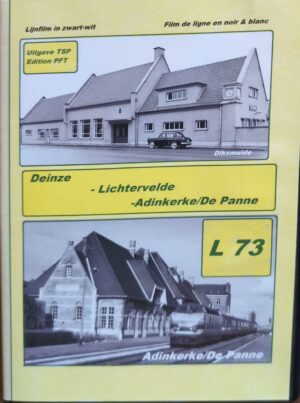 Lijnfilm in zwart-wit
Film de ligne en noir & blanc
Uitgave TSP
Edition PFT
Diksmuide
Deinze
- Lichtervelde
-Adinkerke/De Panne
L 73
Adinkerke/De Panne